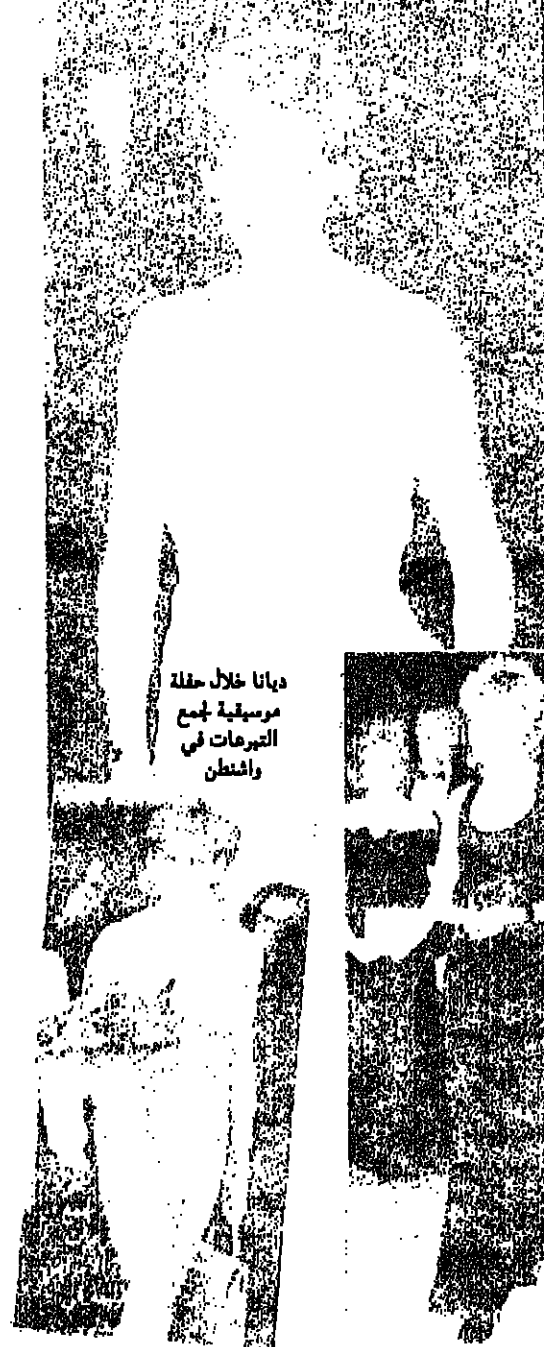 ديانا خلال حفلة
موسيقية لجمع
التبرعات في
واشنطن